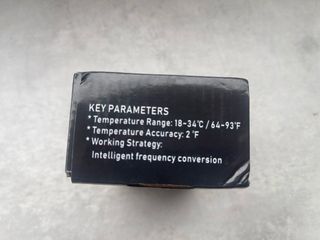 KEY PARAMETERS
* Temperature Range: 18-34℃ / 64-93℉
* Temperature Accuracy: 2 ℉
* Working Strategy:
Intelligent frequency conversion